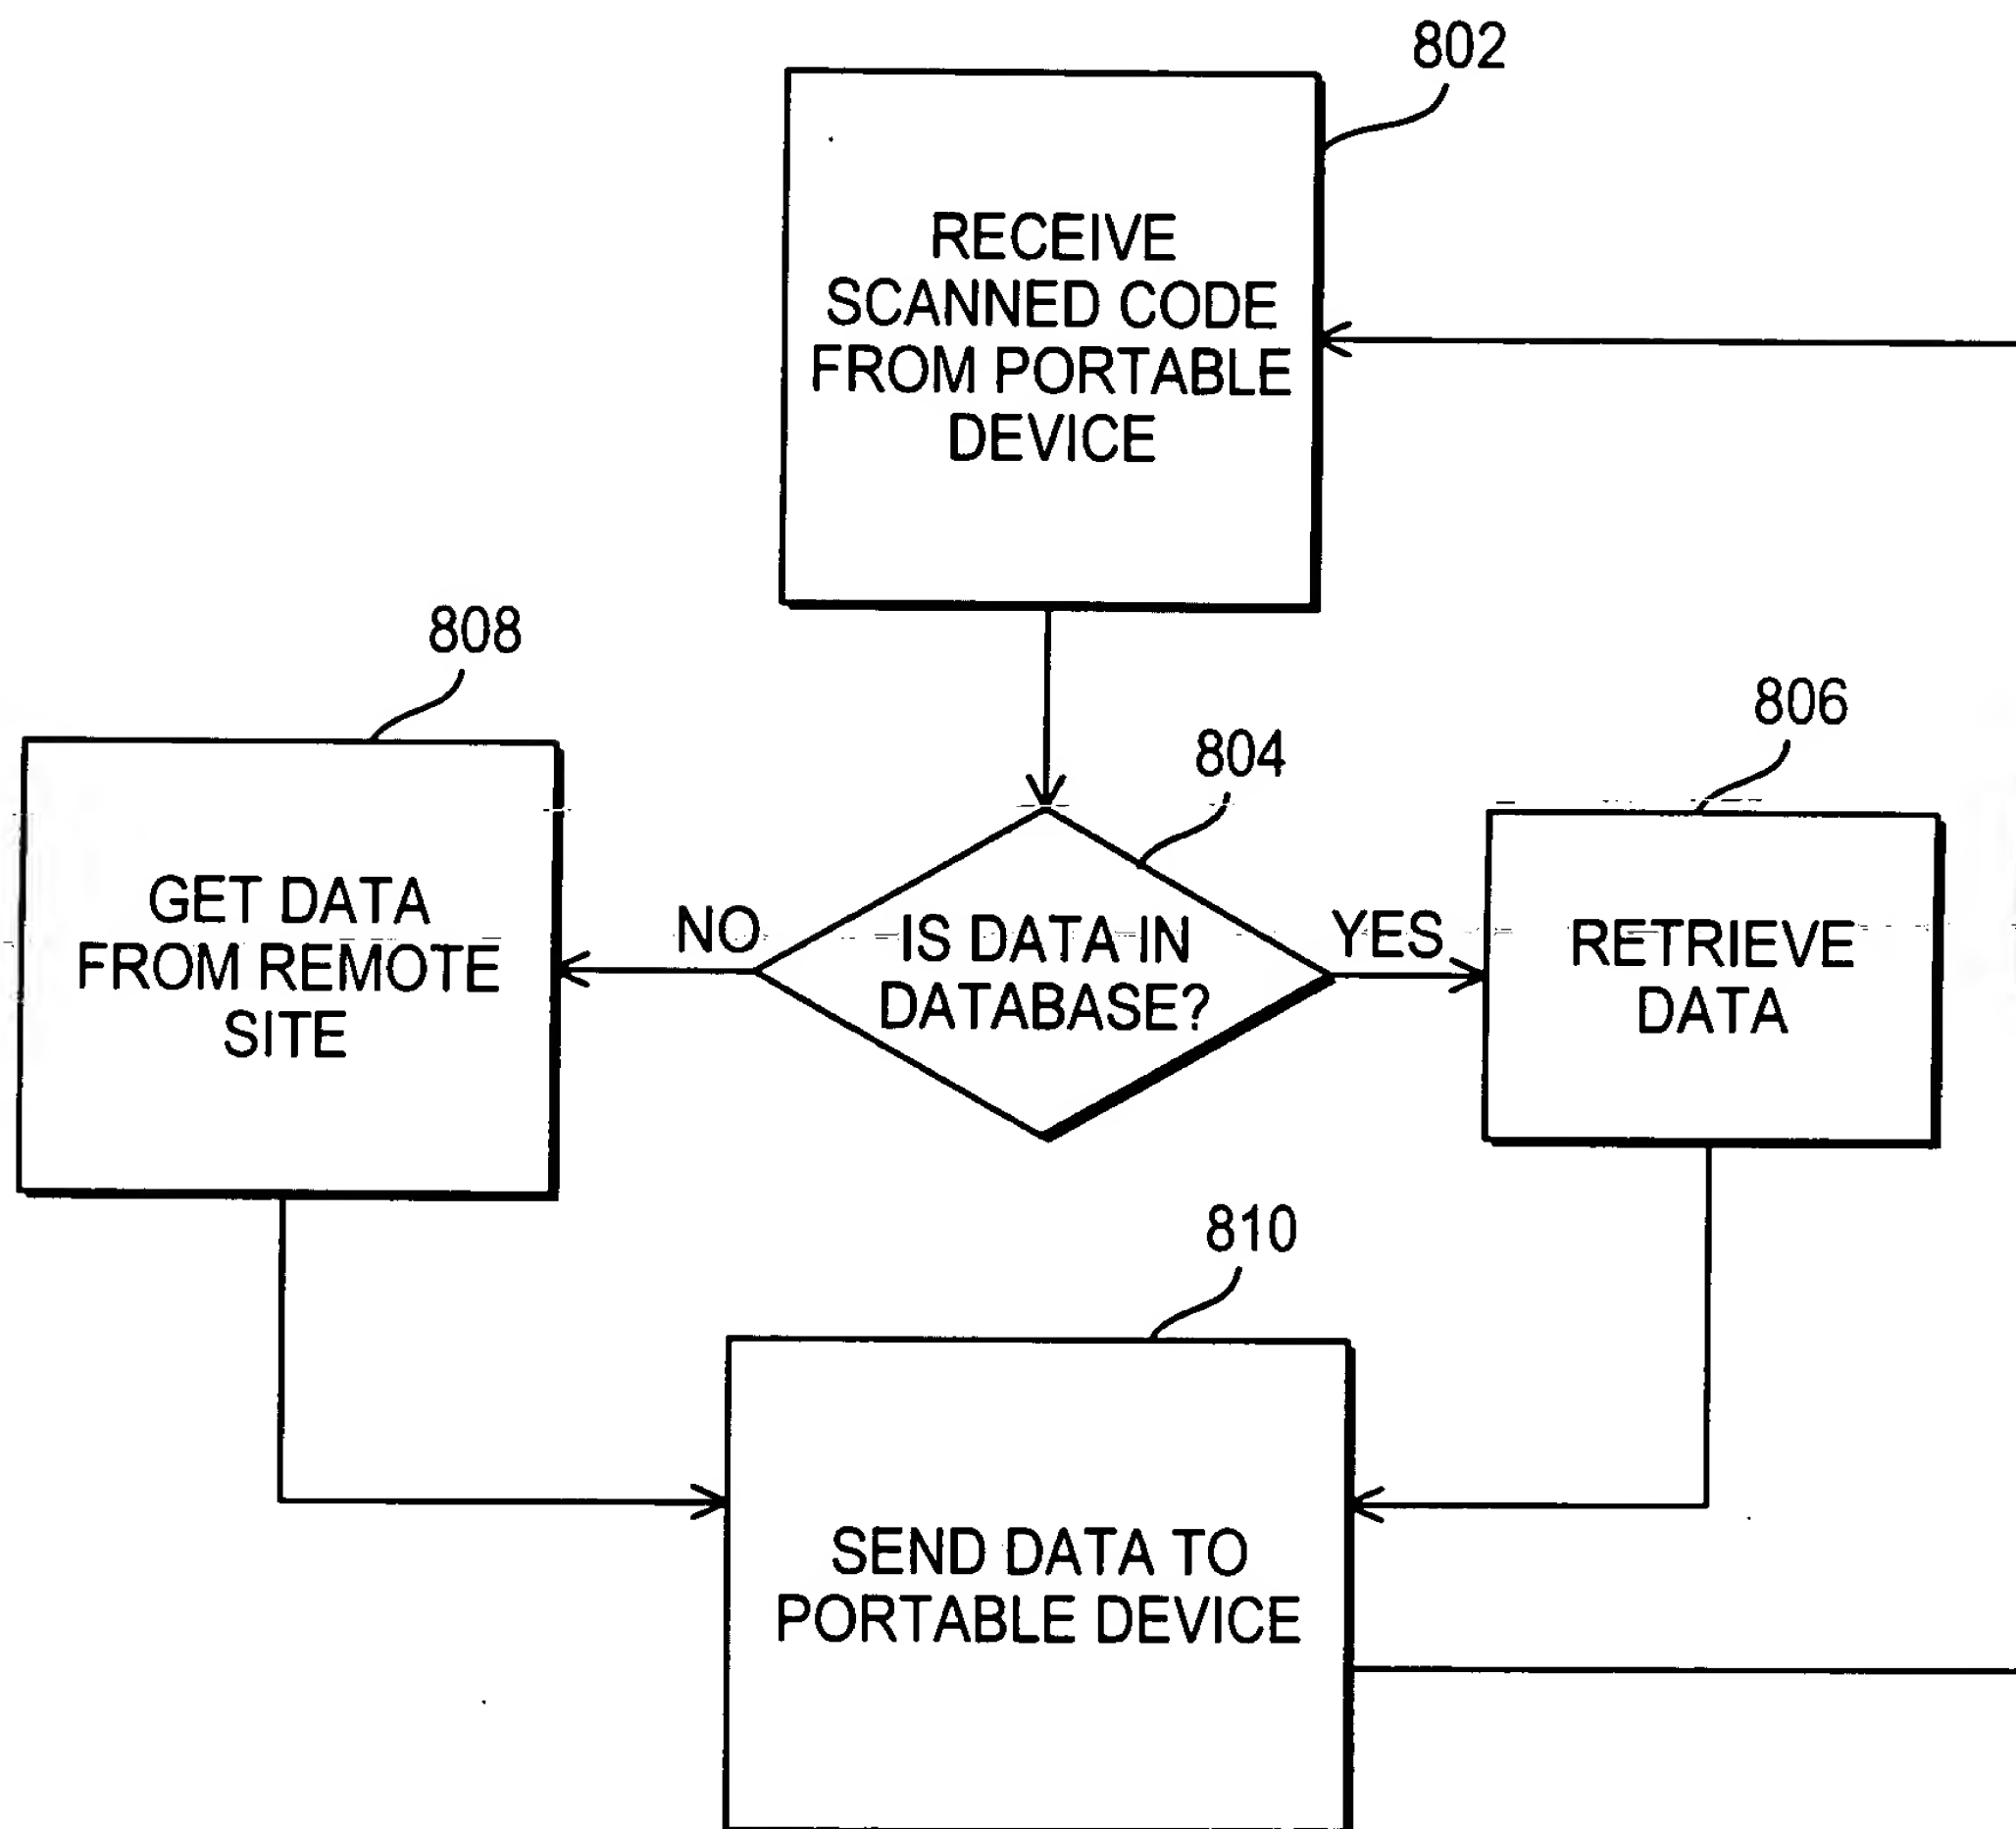 802
RECEIVE
SCANNED CODE
FROM PORTABLE
DEVICE
808
804
806
GET DATA
FROM REMOTE
SITE
NO
IS DATA IN
DATABASE?
YES
RETRIEVE
DATA
810
SEND DATA TO
PORTABLE DEVICE